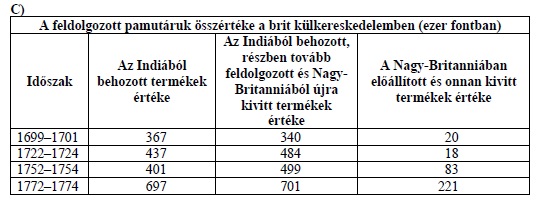 C)
A feldolgozott pamutáruk összértéke a brit külkereskedelemben (ezer fontban)
Időszak
Az Indiából
behozott termékek
értéke
Az Indiából behozott,
részben tovább
feldolgozott és Nagy-
Britanniából újra
kivitt termékek
értéke
A Nagy-Britanniában
előállított és onnan kivitt
termékek értéke
1699–1701 367 340 20
1722–1724 437 484 18
1752–1754 401 499 83
1772–1774 697 701 221